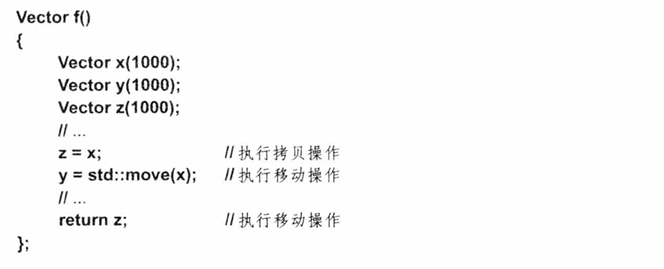 Vector f()
{
Vector x(1000);
Vector y(1000);
Vector z(1000);
// ...
z = x; // 执行拷贝操作
y = std::move(x); // 执行移动操作
// ...
return z; // 执行移动操作
};